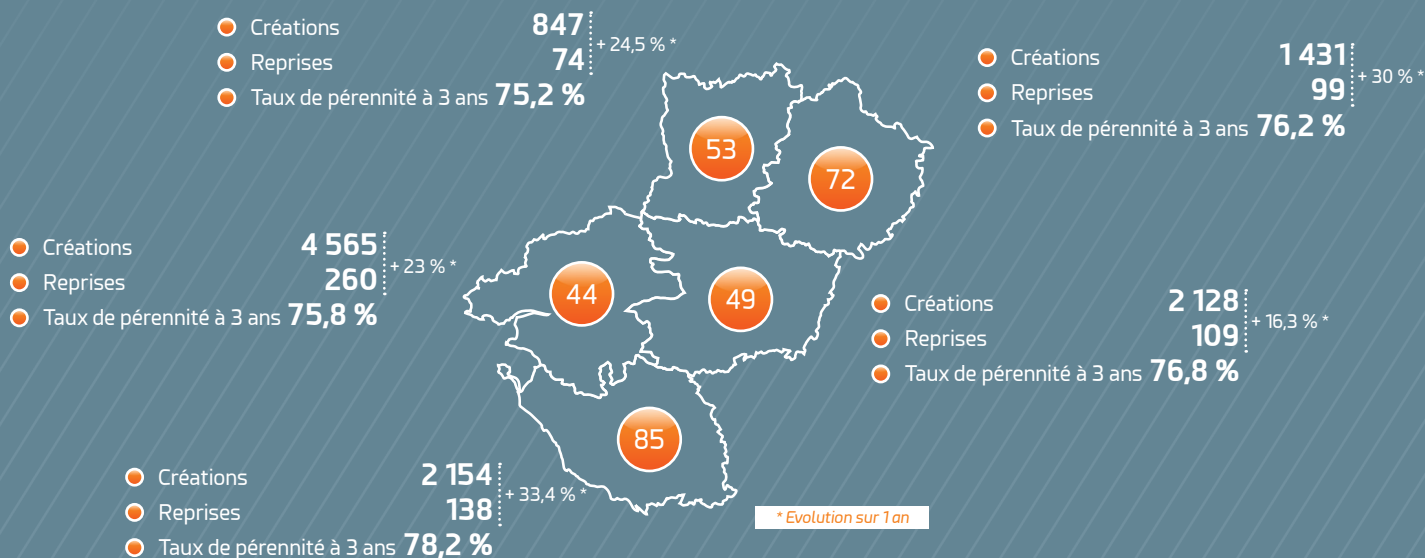 Créations 847
Reprises 74
+ 24,5 % *
Taux de pérennité à 3 ans 75,2 %
Créations 1 431
Reprises 99
+ 30 % *
Taux de pérennité à 3 ans 76,2 %
53
72
Créations 4 565
Reprises 260
+ 23 % *
Taux de pérennité à 3 ans 75,8 %
44
49
Créations 2 128
Reprises 109
+ 16,3 % *
Taux de pérennité à 3 ans 76,8 %
85
Créations 2 154
Reprises 138
+ 33,4 % *
Taux de pérennité à 3 ans 78,2 %
* Evolution sur 1 an